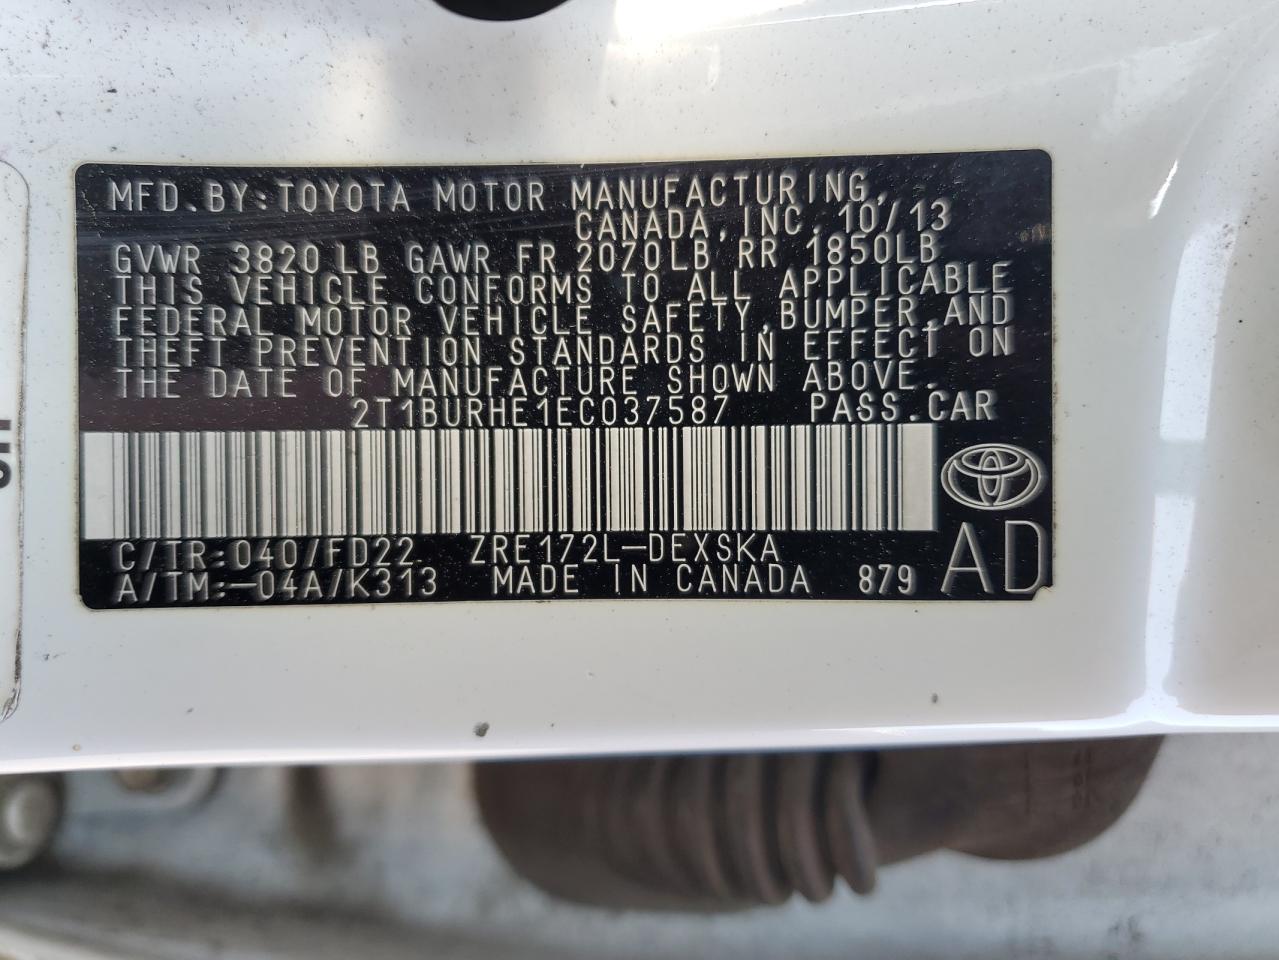 MFD.BY:TOYOTA MOTOR MANUFACTURING,
CANADA,INC.10/13
GVWR 3820LB GAWR FR 2070LB RR 1850LB
THIS VEHICLE CONFORMS TO ALL APPLICABLE
FEDERAL MOTOR VEHICLE SAFETY,BUMPER,AND
THEFT PREVENTION STANDARDS IN EFFECT ON
THE DATE OF MANUFACTURE SHOWN ABOVE.
2T1BURHE1EC037587 PASS.CAR
C/TR:040/FD22 ZRE172L-DEXSKA
A/TM:-04A/K313 MADE IN CANADA 879 AD